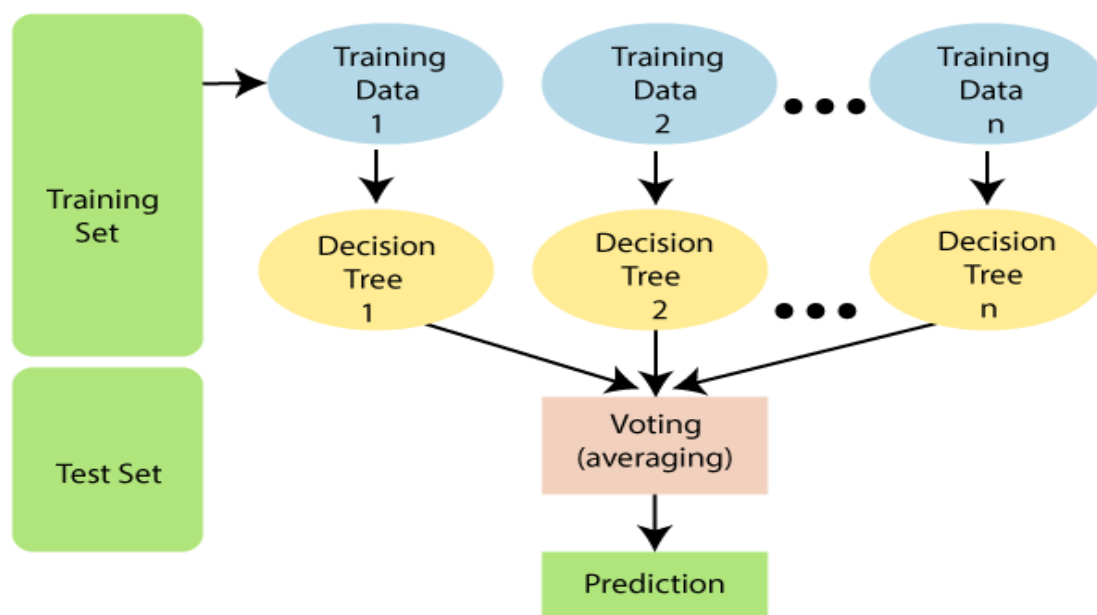 Training
Set
Test Set
Training
Data
1
Training
Data
2
Training
Data
n
Decision
Tree
1
Decision
Tree
2
Decision
Tree
n
Voting
(averaging)
Prediction